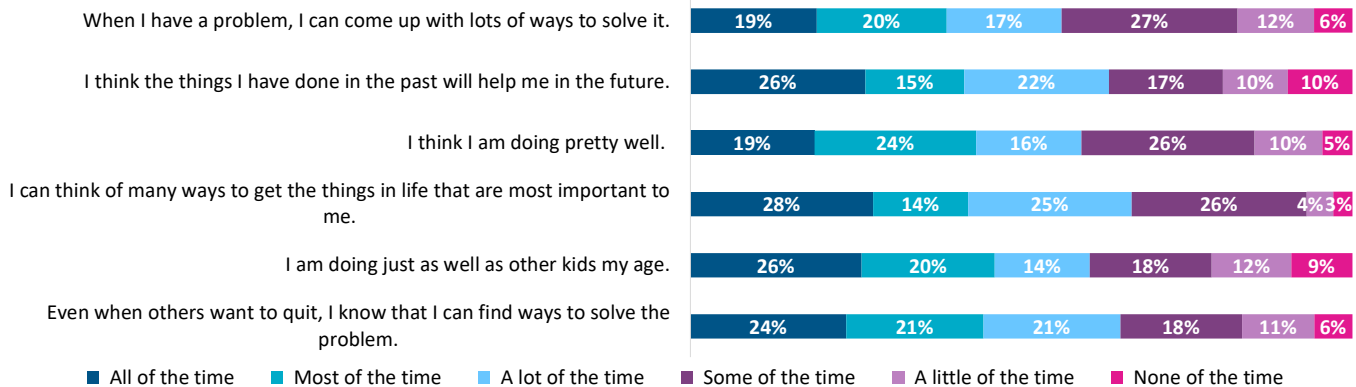 When I have a problem, I can come up with lots of ways to solve it. 19% 20% 17% 27% 12% 6%
I think the things I have done in the past will help me in the future. 26% 15% 22% 17% 10% 10%
I think I am doing pretty well. 19% 24% 16% 26% 10% 5%
I can think of many ways to get the things in life that are most important to
me.
28% 14% 25% 26% 4% 3%
I am doing just as well as other kids my age. 26% 20% 14% 18% 12% 9%
Even when others want to quit, I know that I can find ways to solve the
problem.
24% 21% 21% 18% 11% 6%
All of the time Most of the time A lot of the time Some of the time A little of the time None of the time